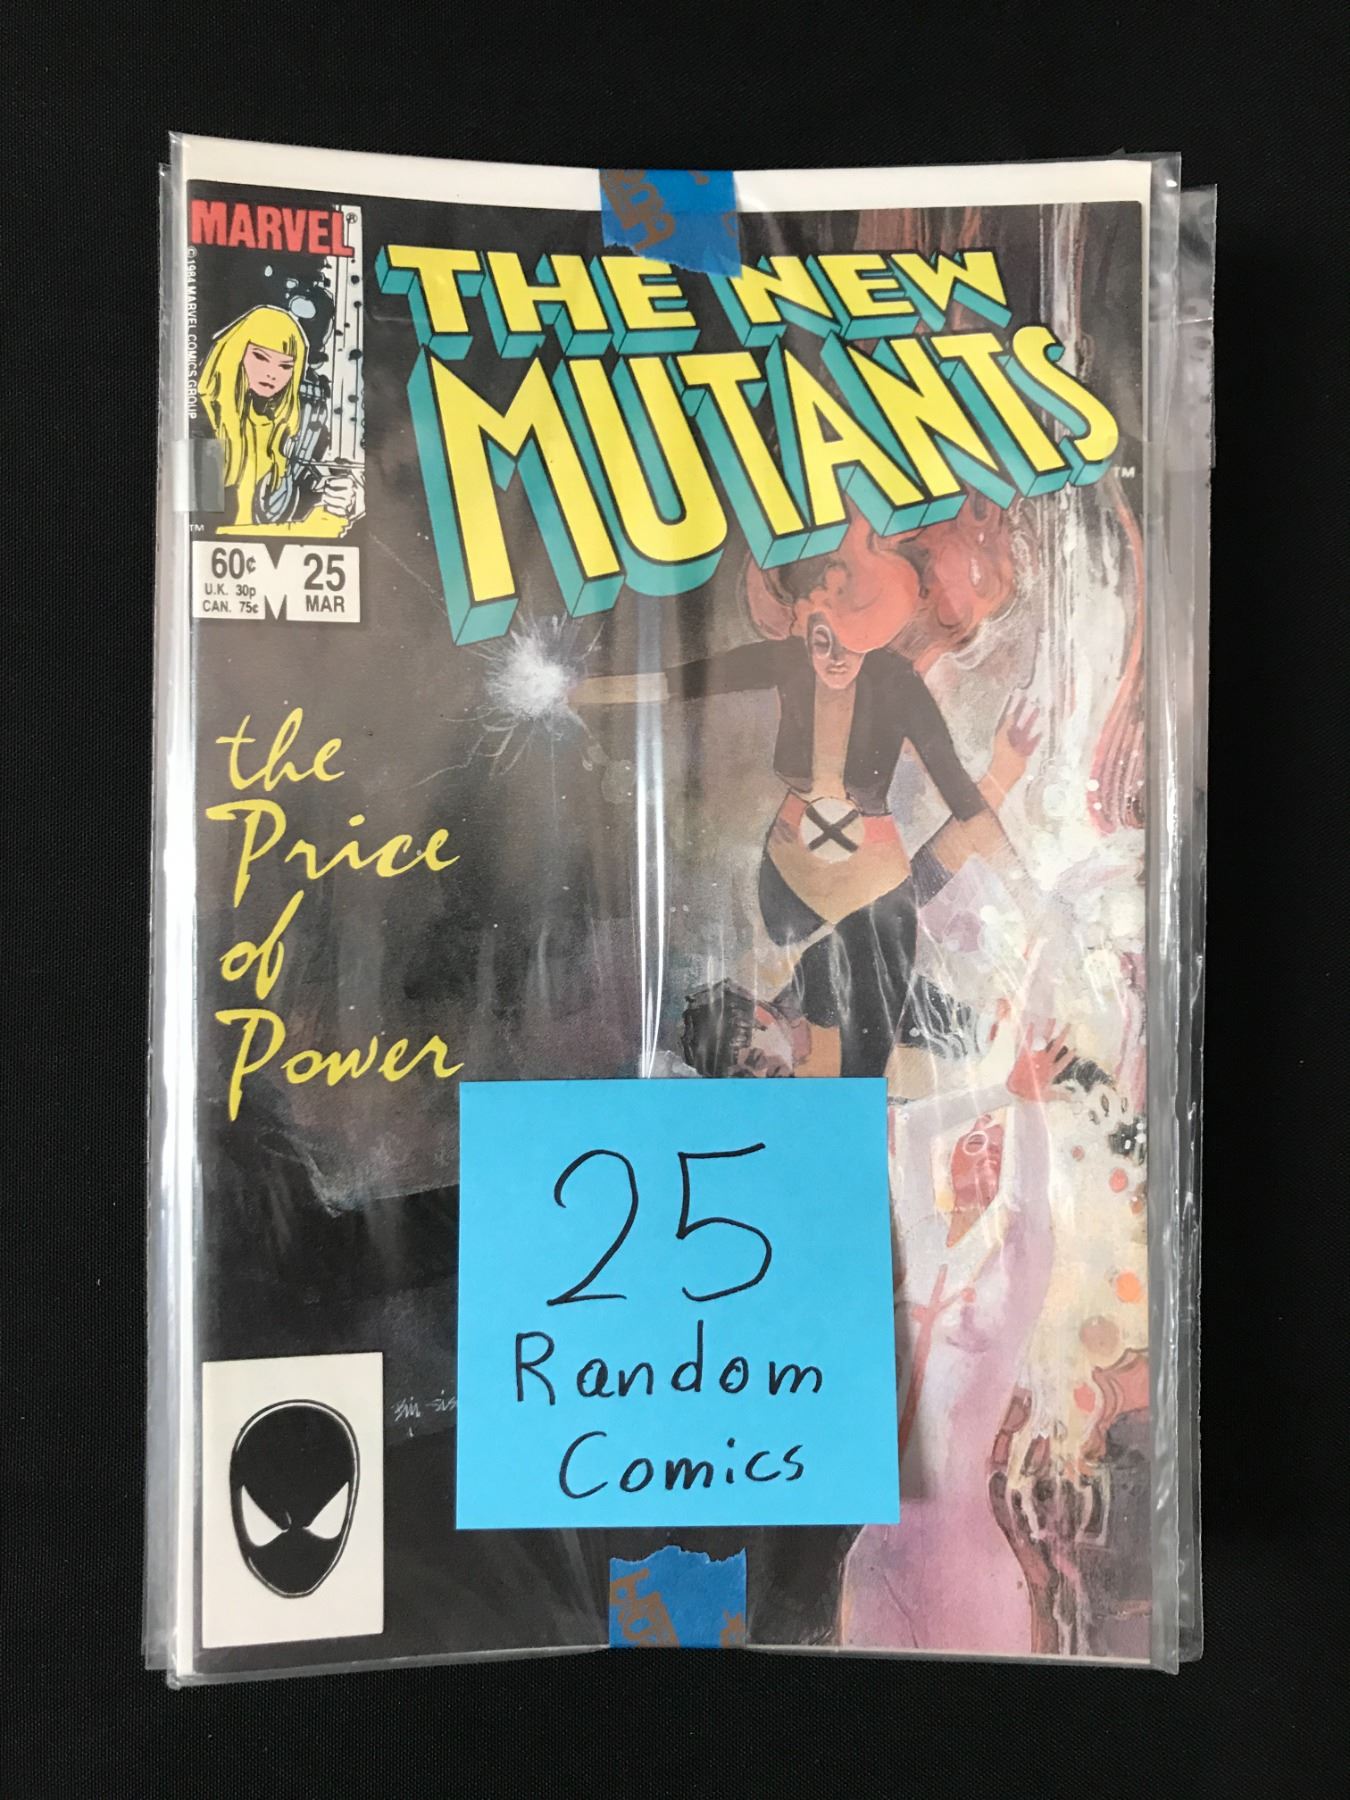 MARVEL®
© 1984 MARVEL COMICS GROUP
THE NEW
MUTANTS
TM
TM
60¢
U.K. 30p
CAN. 75¢
25
MAR
the
Price
of
Power
25
Random
Comics